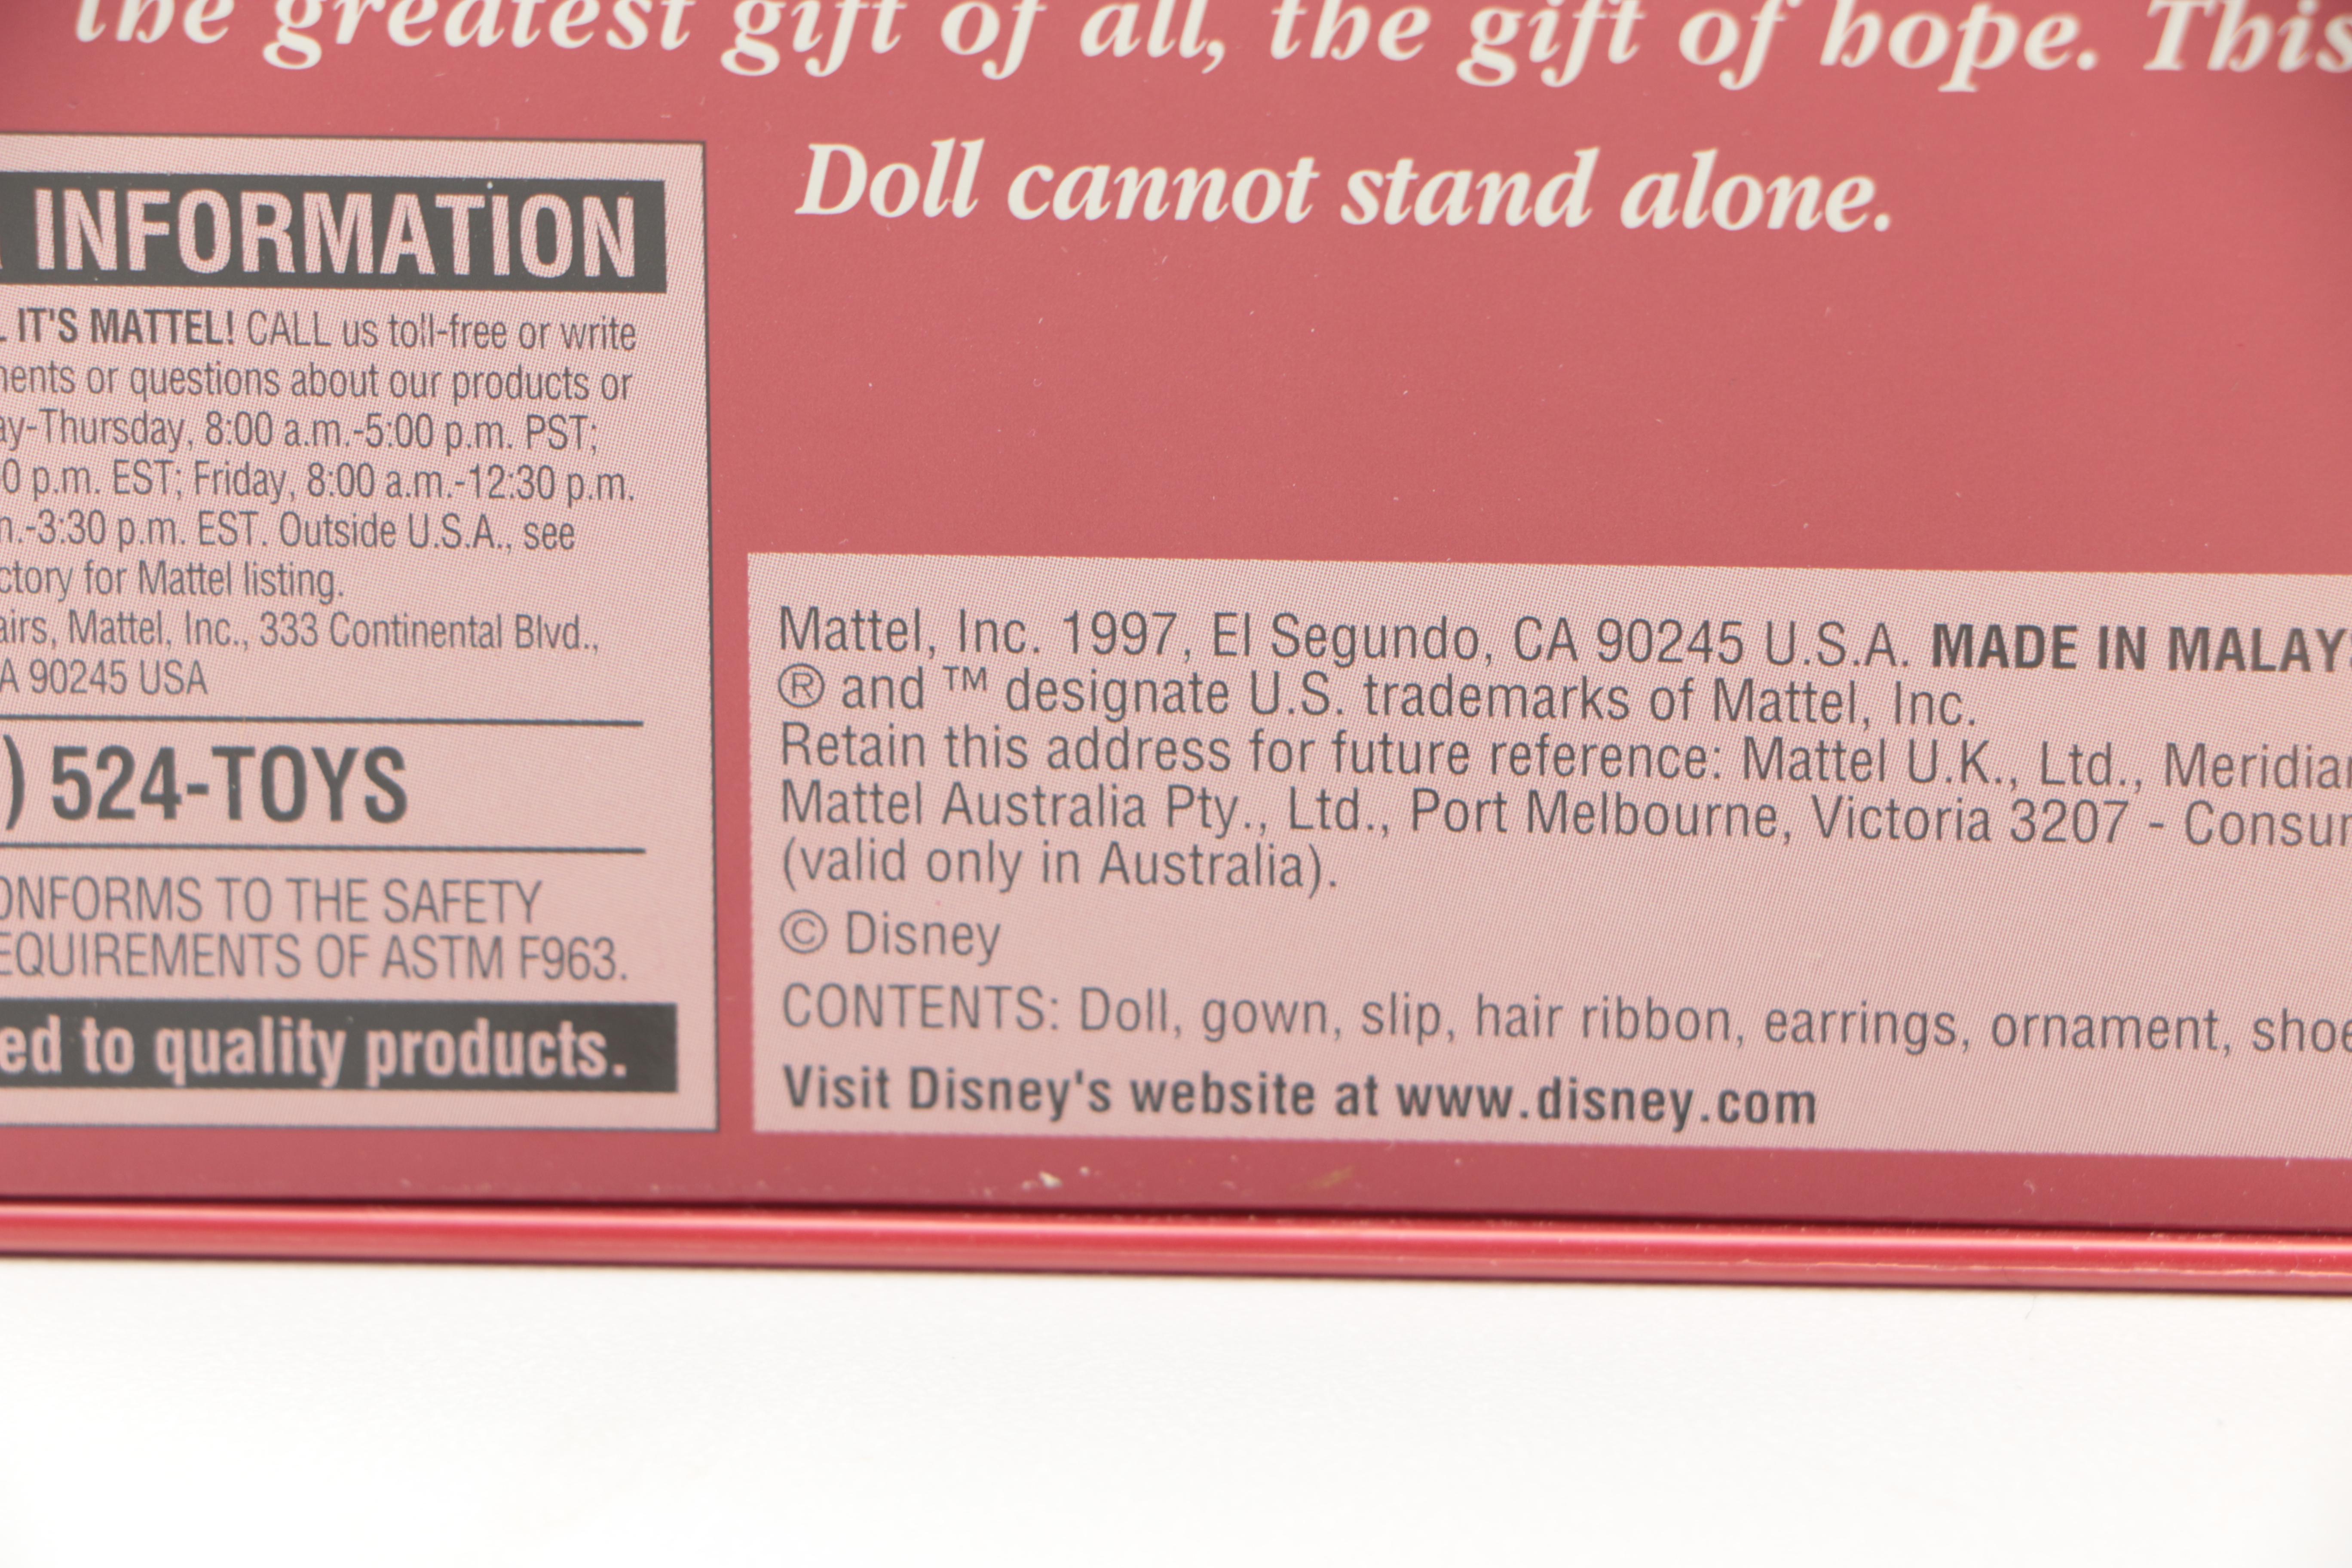 the greatest gift of all, the gift of hope. This
Doll cannot stand alone.
INFORMATION
IT'S MATTEL! CALL us toll-free or write
ents or questions about our products or
ay-Thursday, 8:00 a.m.-5:00 p.m. PST;
0 p.m. EST; Friday, 8:00 a.m.-12:30 p.m.
.-3:30 p.m. EST. Outside U.S.A., see
ctory for Mattel listing.
airs, Mattel, Inc., 333 Continental Blvd.,
A 90245 USA
) 524-TOYS
ONFORMS TO THE SAFETY
EQUIREMENTS OF ASTM F963.
ed to quality products.
Mattel, Inc. 1997, El Segundo, CA 90245 U.S.A. MADE IN MALAY
® and ™ designate U.S. trademarks of Mattel, Inc.
Retain this address for future reference: Mattel U.K., Ltd., Meridia
Mattel Australia Pty., Ltd., Port Melbourne, Victoria 3207 - Consu
(valid only in Australia).
© Disney
CONTENTS: Doll, gown, slip, hair ribbon, earrings, ornament, shoe
Visit Disney's website at www.disney.com